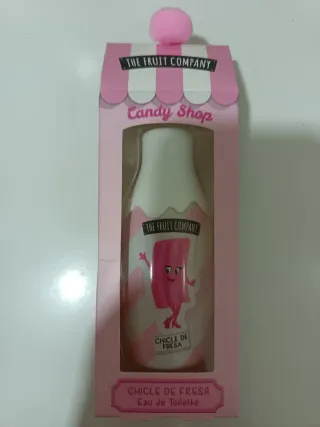 THE FRUIT COMPANY
Candy Shop
THE FRUIT COMPANY
CHICLE DE
FRESA
CHICLE DE FRESA
Eau de Toilette